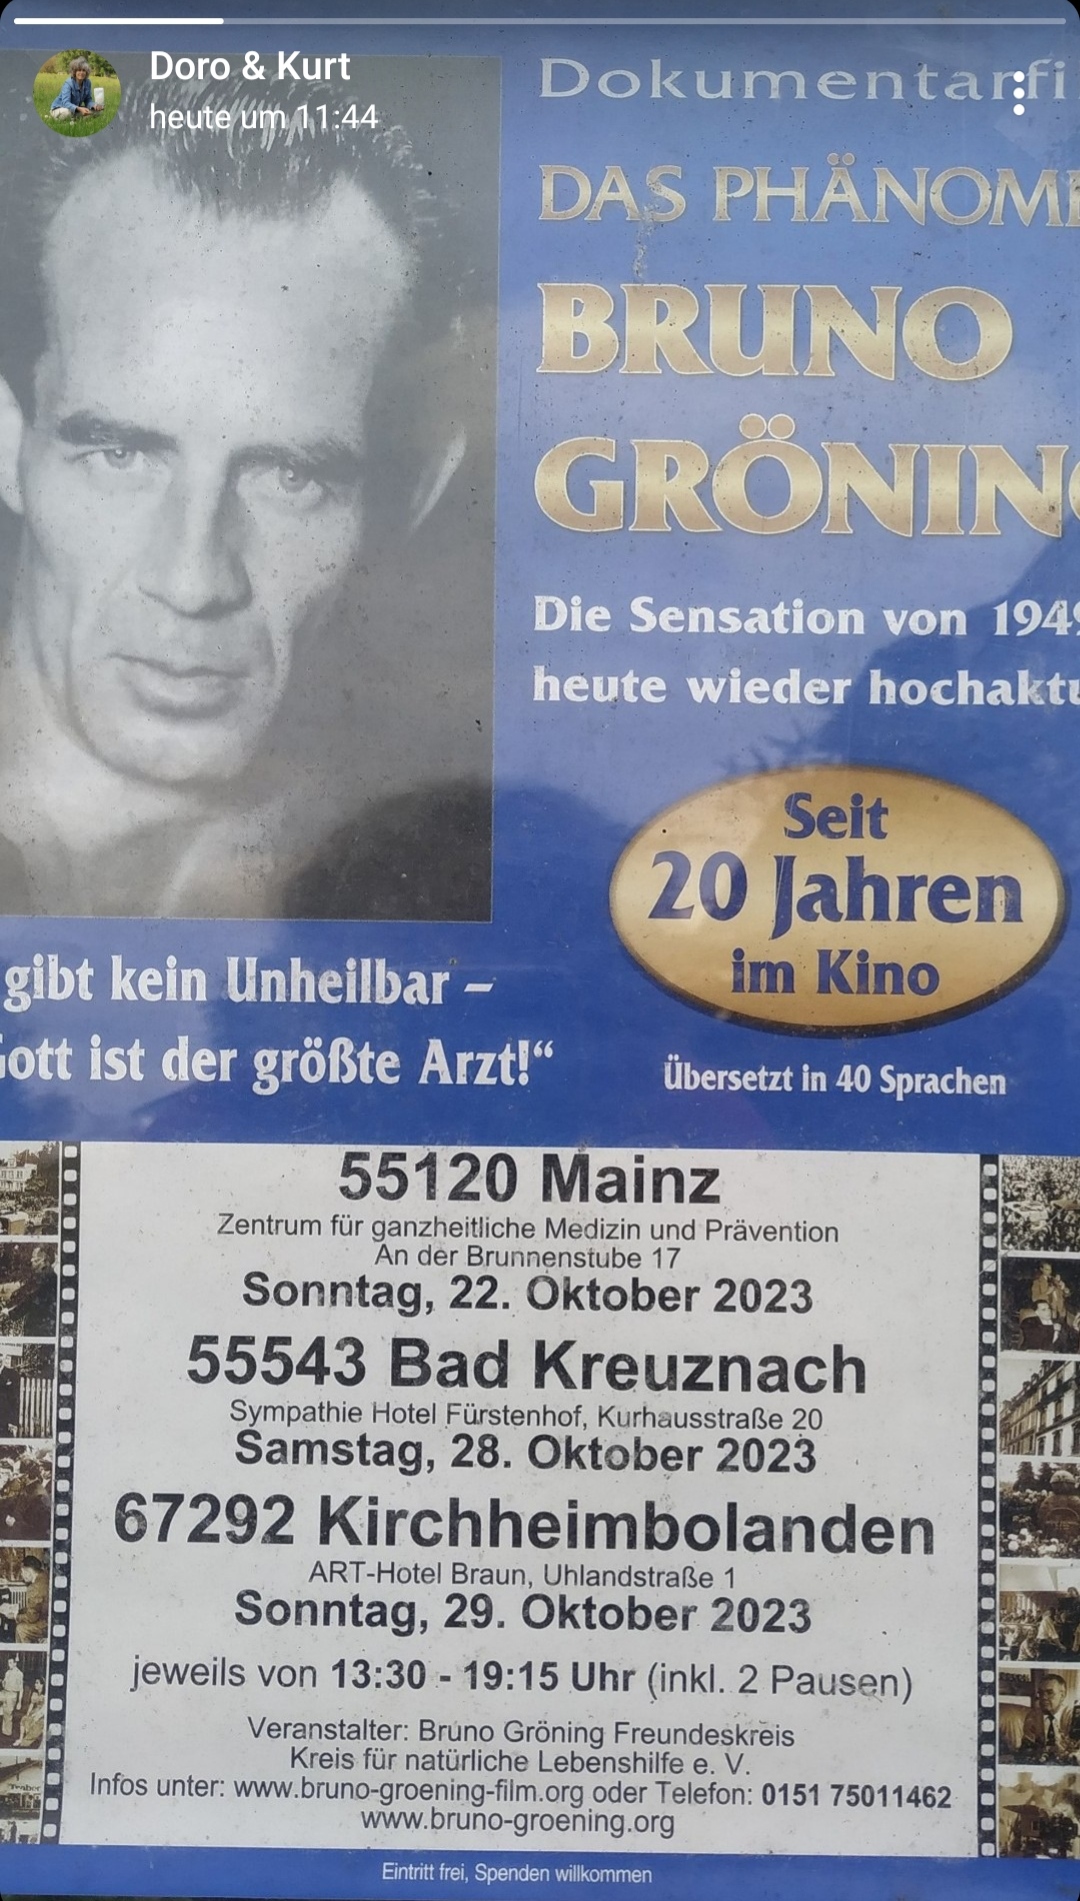 Doro & Kurt
heute um 11:44
Dokumentarfi
DAS PHÄNOM
BRUNO
GRÖNING
Die Sensation von 1949
heute wieder hochaktu
Seit
20 Jahren
im Kino
gibt kein Unheilbar –
Gott ist der größte Arzt!“
Übersetzt in 40 Sprachen
55120 Mainz
Zentrum für ganzheitliche Medizin und Prävention
An der Brunnenstube 17
Sonntag, 22. Oktober 2023
55543 Bad Kreuznach
Sympathie Hotel Fürstenhof, Kurhausstraße 20
Samstag, 28. Oktober 2023
67292 Kirchheimbolanden
ART-Hotel Braun, Uhlandstraße 1
Sonntag, 29. Oktober 2023
jeweils von 13:30 - 19:15 Uhr (inkl. 2 Pausen)
Veranstalter: Bruno Gröning Freundeskreis
Kreis für natürliche Lebenshilfe e. V.
Infos unter: www.bruno-groening-film.org oder Telefon: 0151 75011462
www.bruno-groening.org
Eintritt frei, Spenden willkommen